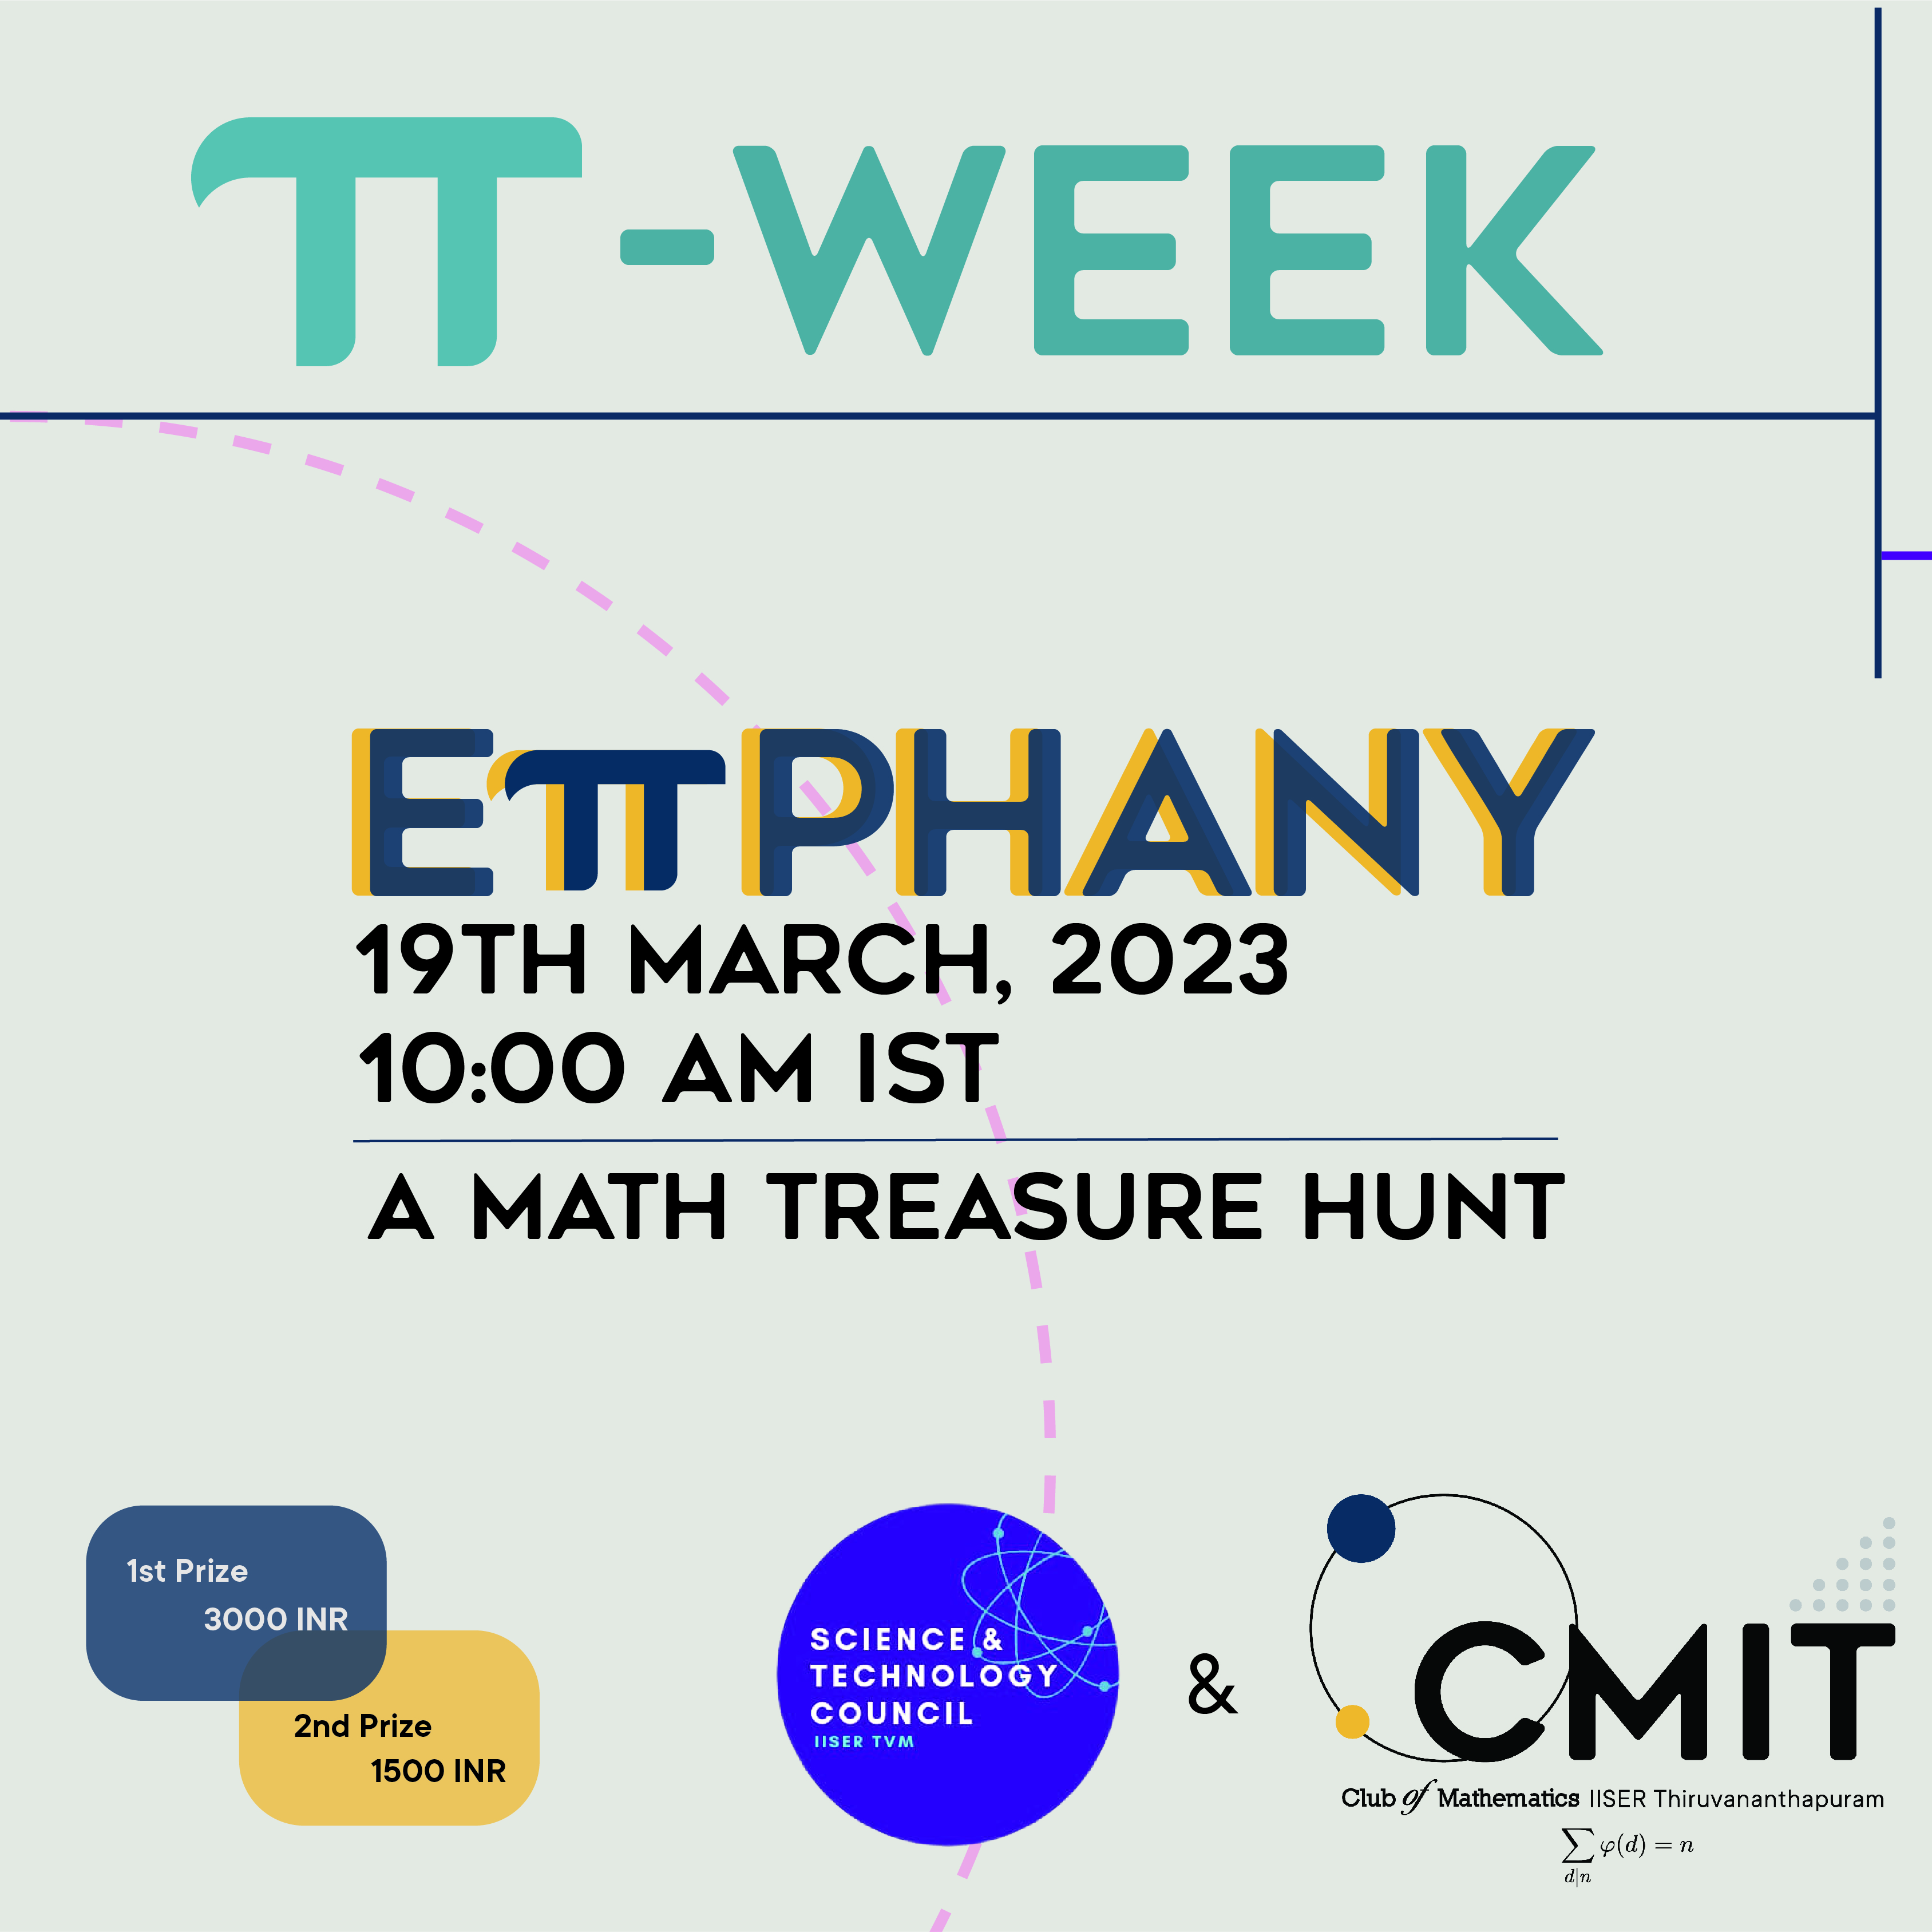 π-WEEK
EπPHANY
19TH MARCH, 2023
10:00 AM IST
A MATH TREASURE HUNT
1st Prize
3000 INR
2nd Prize
1500 INR
SCIENCE &
TECHNOLOGY
COUNCIL
IISER TVM
&
CMIT
Club of Mathematics IISER Thiruvananthapuram
∑ φ(d) = n
d|n